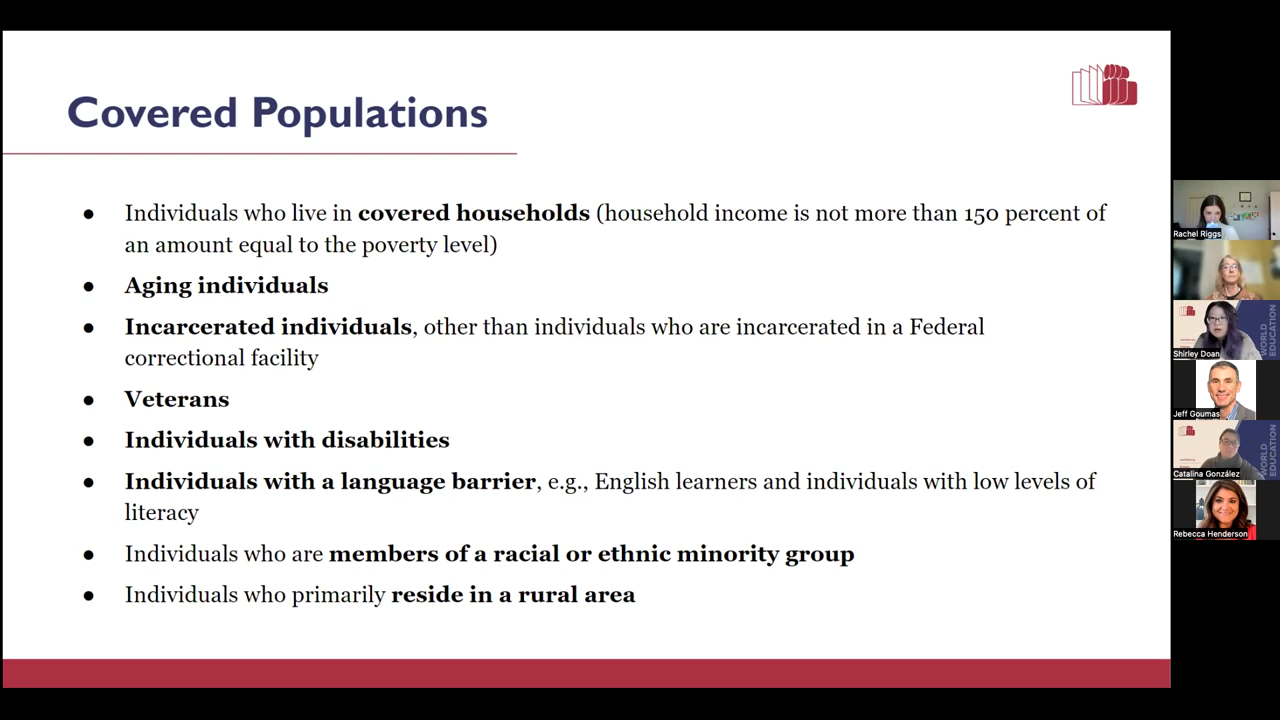 Covered Populations
● Individuals who live in covered households (household income is not more than 150 percent of
an amount equal to the poverty level)
● Aging individuals
● Incarcerated individuals, other than individuals who are incarcerated in a Federal
correctional facility
● Veterans
● Individuals with disabilities
● Individuals with a language barrier, e.g., English learners and individuals with low levels of
literacy
● Individuals who are members of a racial or ethnic minority group
● Individuals who primarily reside in a rural area
Rachel Riggs
Shirley Doan
WORLD
EDUCATION
Jeff Goumas
Catalina González
WORLD
EDUCATION
Rebecca Henderson